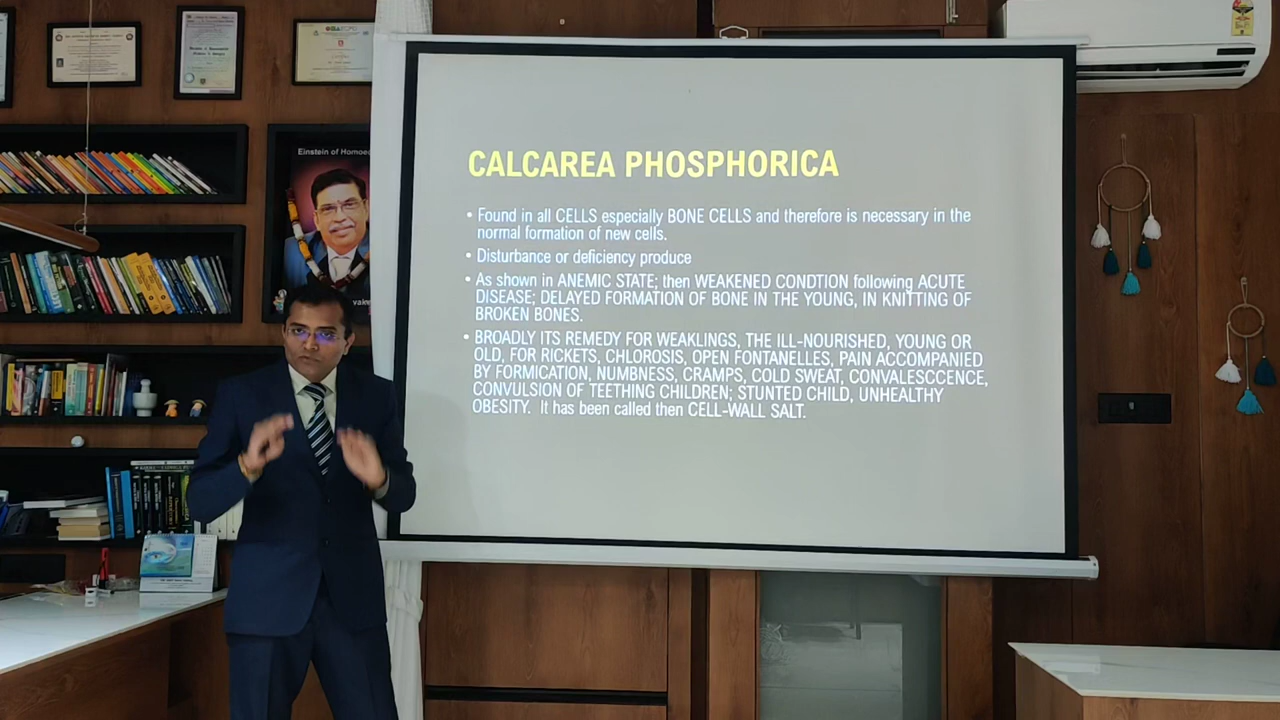 Einstein of Homoeo
CALCAREA PHOSPHORICA
• Found in all CELLS especially BONE CELLS and therefore is necessary in the
normal formation of new cells.
• Disturbance or deficiency produce
• As shown in ANEMIC STATE; then WEAKENED CONDTION following ACUTE
DISEASE; DELAYED FORMATION OF BONE IN THE YOUNG, IN KNITTING OF
BROKEN BONES.
• BROADLY ITS REMEDY FOR WEAKLINGS, THE ILL-NOURISHED, YOUNG OR
OLD, FOR RICKETS, CHLOROSIS, OPEN FONTANELLES, PAIN ACCOMPANIED
BY FORMICATION, NUMBNESS, CRAMPS, COLD SWEAT, CONVALESCCENCE,
CONVULSION OF TEETHING CHILDREN; STUNTED CHILD, UNHEALTHY
OBESITY. It has been called then CELL-WALL SALT.